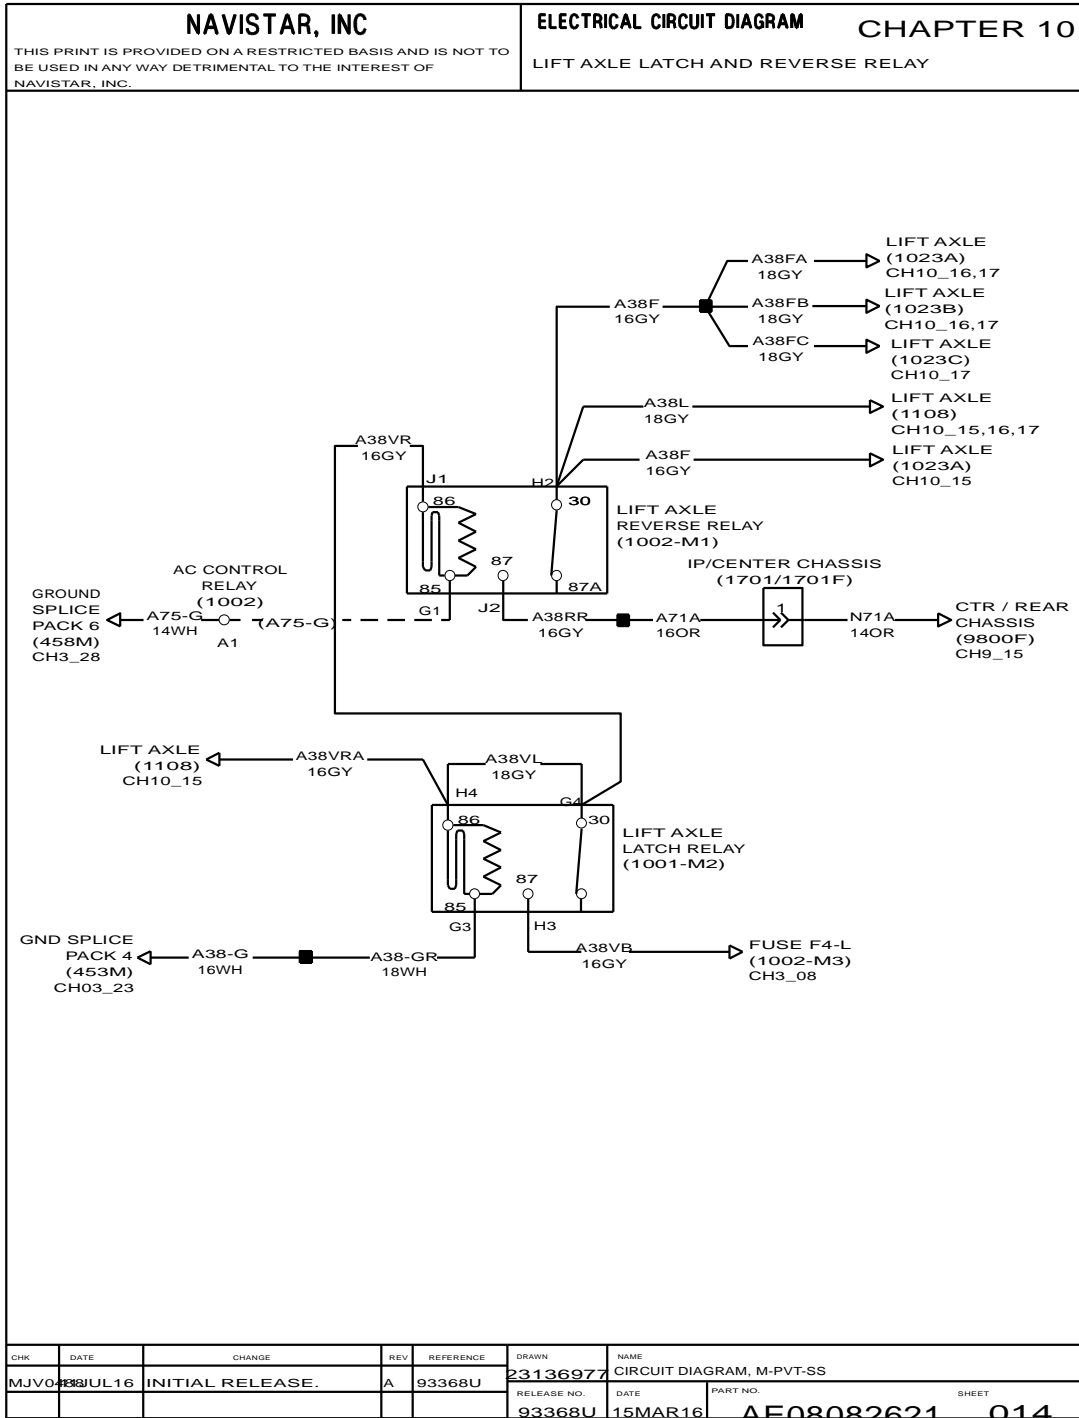 NAVISTAR, INC
THIS PRINT IS PROVIDED ON A RESTRICTED BASIS AND IS NOT TO
BE USED IN ANY WAY DETRIMENTAL TO THE INTEREST OF
NAVISTAR, INC.
ELECTRICAL CIRCUIT DIAGRAM
CHAPTER 10
LIFT AXLE LATCH AND REVERSE RELAY
LIFT AXLE
(1023A)
CH10_16,17
A38FA
18GY
LIFT AXLE
(1023B)
CH10_16,17
A38F
16GY
A38FB
18GY
A38FC
18GY
LIFT AXLE
(1023C)
CH10_17
A38L
18GY
LIFT AXLE
(1108)
CH10_15,16,17
A38VR
16GY
A38F
16GY
LIFT AXLE
(1023A)
CH10_15
J1
H2
86
30
LIFT AXLE
REVERSE RELAY
(1002-M1)
87
85
87A
IP/CENTER CHASSIS
(1701/1701F)
AC CONTROL
RELAY
(1002)
GROUND
SPLICE
PACK 6
(458M)
CH3_28
A75-G
14WH
A1
(A75-G)
G1
J2
A38RR
16GY
A71A
16OR
1
N71A
14OR
CTR / REAR
CHASSIS
(9800F)
CH9_15
LIFT AXLE
(1108)
CH10_15
A38VRA
16GY
A38VL
18GY
H4
G4
86
30
LIFT AXLE
LATCH RELAY
(1001-M2)
87
85
G3
H3
GND SPLICE
PACK 4
(453M)
CH03_23
A38-G
16WH
A38-GR
18WH
A38VB
16GY
FUSE F4-L
(1002-M3)
CH3_08
CHK DATE CHANGE REV REFERENCE
INITIAL RELEASE. A 93368U
DRAWN
23136977
NAME
CIRCUIT DIAGRAM, M-PVT-SS
RELEASE NO.
93368U
DATE
15MAR16
PART NO.
AE08082621
SHEET
014